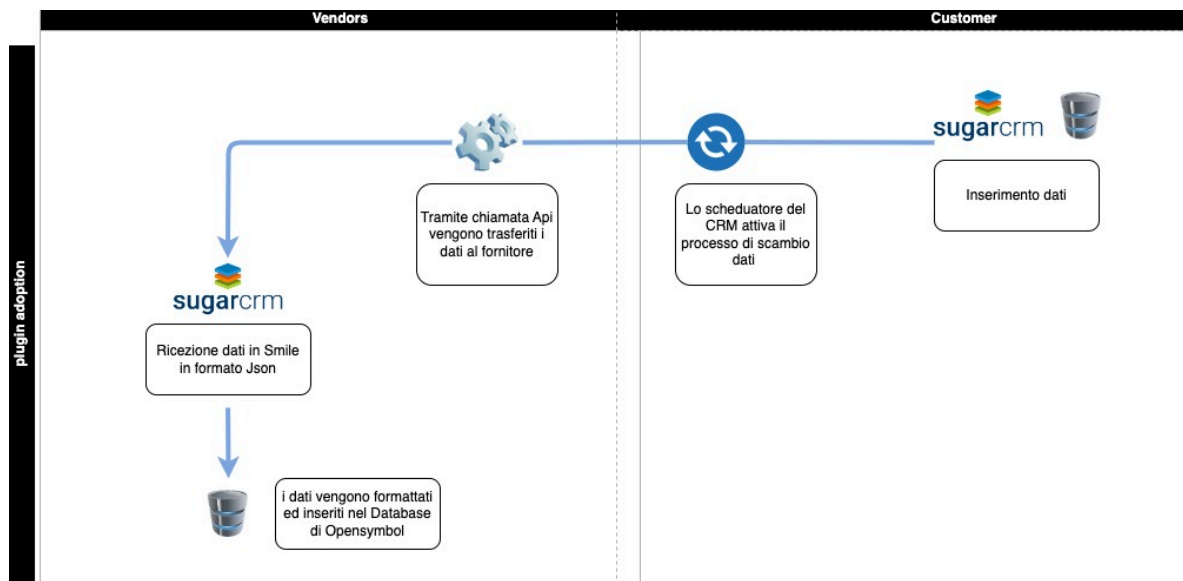 Vendors
Customer
plugin adoption
sugarcrm
Inserimento dati
Lo scheduatore del
CRM attiva il
processo di scambio
dati
Tramite chiamata Api
vengono trasferiti i
dati al fornitore
sugarcrm
Ricezione dati in Smile
in formato Json
i dati vengono formattati
ed inseriti nel Database
di Opensymbol